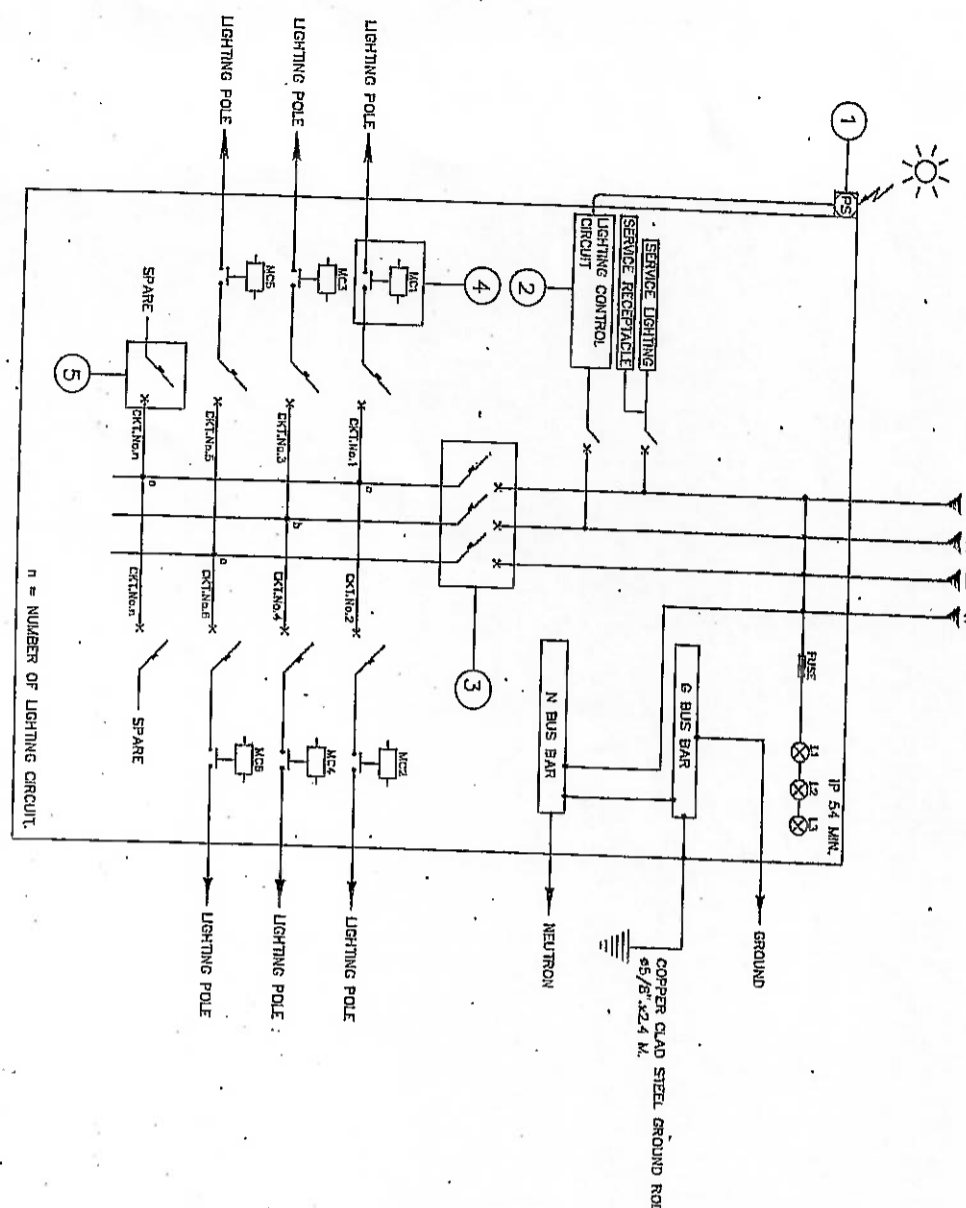 1
PS
LIGHTING POLE
LIGHTING POLE
LIGHTING POLE
SERVICE LIGHTING
SERVICE RECEPTACLE
LIGHTING CONTROL
CIRCUIT
2
4
MC1
MC3
MC5
SPARE
5
CKT.No.1
CKT.No.3
CKT.No.5
CKT.No.n
a
b
CKT.No.2
CKT.No.4
CKT.No.6
CKT.No.n
3
FUSE
L1
L2
L3
IP 54 MIN.
G BUS BAR
N BUS BAR
MC2
MC4
MC6
SPARE
GROUND
COPPER CLAD STEEL GROUND ROD
ø5/8".x2.4 M.
NEUTRON
LIGHTING POLE
LIGHTING POLE
LIGHTING POLE
n = NUMBER OF LIGHTING CIRCUIT.